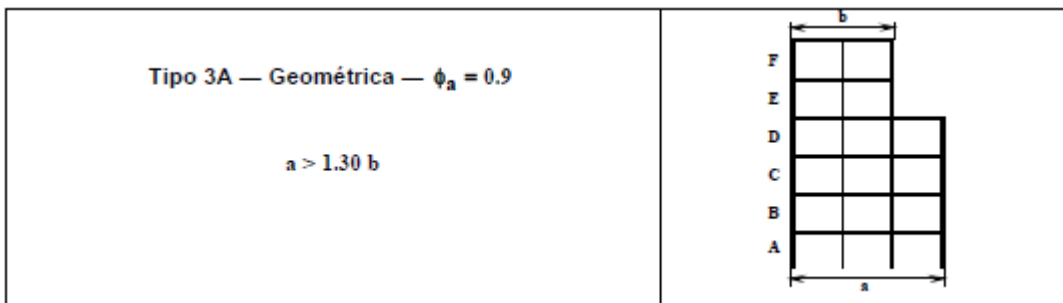 Tipo 3A — Geométrica — ϕa = 0.9
a > 1.30 b
b
F
E
D
C
B
A
a